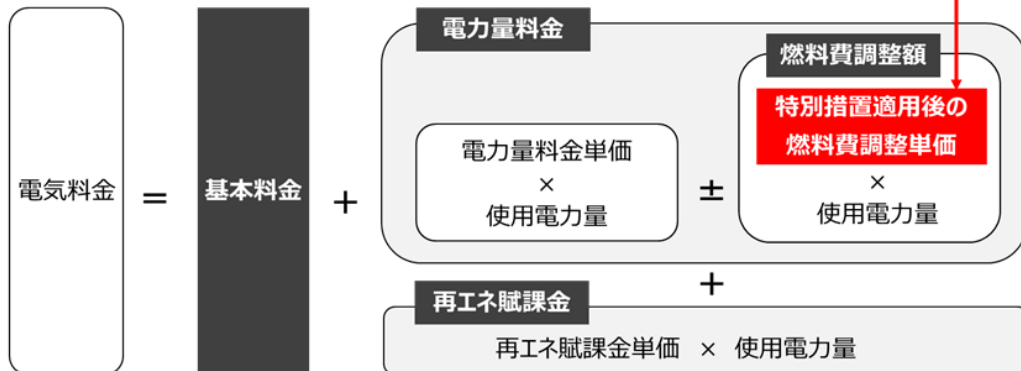 電気料金
＝
基本料金
＋
電力量料金
電力量料金単価
×
使用電力量
±
燃料費調整額
特別措置適用後の
燃料費調整単価
×
使用電力量
＋
再エネ賦課金
再エネ賦課金単価 × 使用電力量